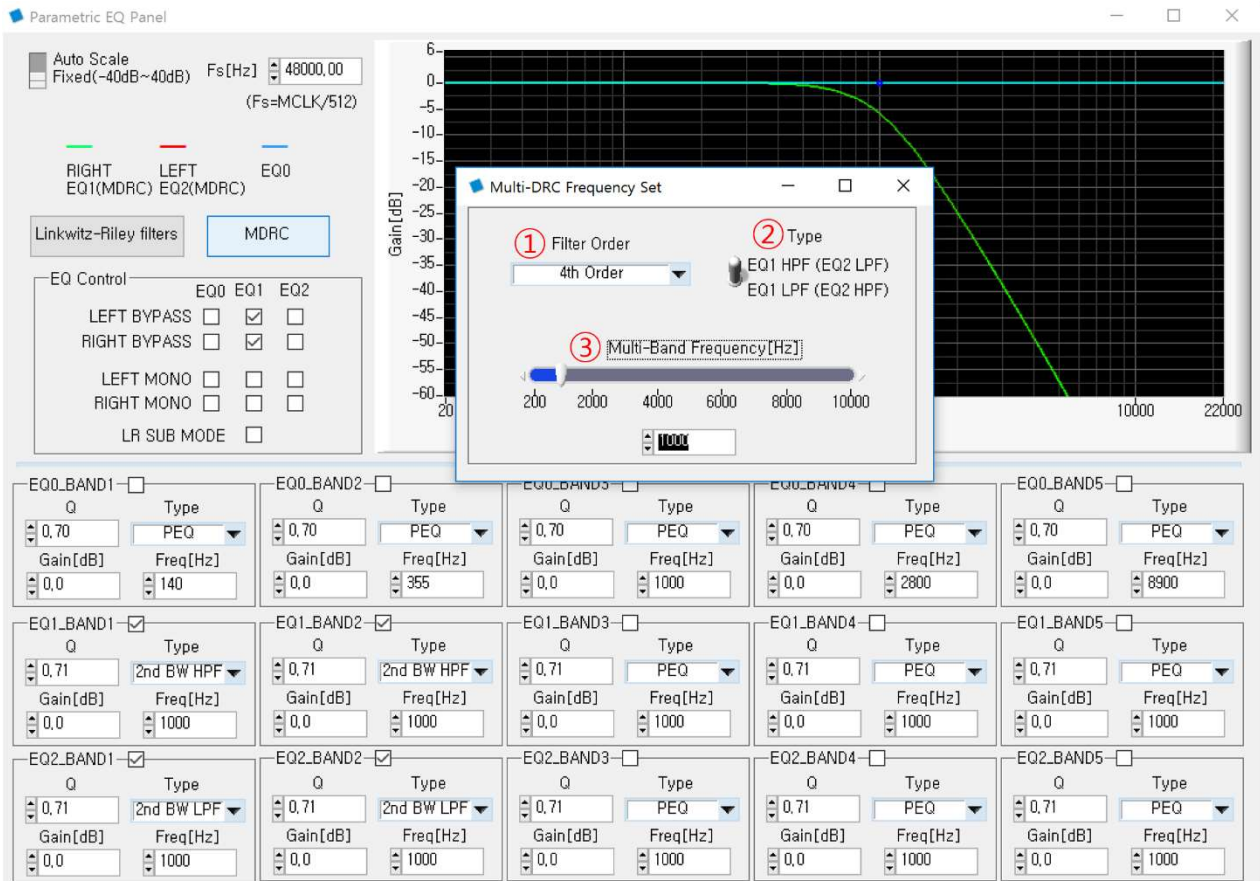 Parametric EQ Panel
Auto Scale
Fixed(-40dB~40dB)
Fs[Hz] 48000,00
(Fs=MCLK/512)
RIGHT LEFT EQ0
EQ1(MDRC) EQ2(MDRC)
Linkwitz-Riley filters MDRC
EQ Control
EQ0 EQ1 EQ2
LEFT BYPASS
RIGHT BYPASS
LEFT MONO
RIGHT MONO
LR SUB MODE
Gain[dB]
6
0
-5
-10
-15
-20
-25
-30
-35
-40
-45
-50
-55
-60
20 10000 22000
Multi-DRC Frequency Set
① Filter Order
4th Order
② Type
EQ1 HPF (EQ2 LPF)
EQ1 LPF (EQ2 HPF)
③ Multi-Band Frequency[Hz]
200 2000 4000 6000 8000 10000
1000
EQ0_BAND1 EQ0_BAND2 EQ0_BAND3 EQ0_BAND4 EQ0_BAND5
Q Type Q Type Q Type Q Type Q Type
0,70 PEQ 0,70 PEQ 0,70 PEQ 0,70 PEQ 0,70 PEQ
Gain[dB] Freq[Hz] Gain[dB] Freq[Hz] Gain[dB] Freq[Hz] Gain[dB] Freq[Hz] Gain[dB] Freq[Hz]
0,0 140 0,0 355 0,0 1000 0,0 2800 0,0 8900
EQ1_BAND1 EQ1_BAND2 EQ1_BAND3 EQ1_BAND4 EQ1_BAND5
Q Type Q Type Q Type Q Type Q Type
0,71 2nd BW HPF 0,71 2nd BW HPF 0,71 PEQ 0,71 PEQ 0,71 PEQ
Gain[dB] Freq[Hz] Gain[dB] Freq[Hz] Gain[dB] Freq[Hz] Gain[dB] Freq[Hz] Gain[dB] Freq[Hz]
0,0 1000 0,0 1000 0,0 1000 0,0 1000 0,0 1000
EQ2_BAND1 EQ2_BAND2 EQ2_BAND3 EQ2_BAND4 EQ2_BAND5
Q Type Q Type Q Type Q Type Q Type
0,71 2nd BW LPF 0,71 2nd BW LPF 0,71 PEQ 0,71 PEQ 0,71 PEQ
Gain[dB] Freq[Hz] Gain[dB] Freq[Hz] Gain[dB] Freq[Hz] Gain[dB] Freq[Hz] Gain[dB] Freq[Hz]
0,0 1000 0,0 1000 0,0 1000 0,0 1000 0,0 1000